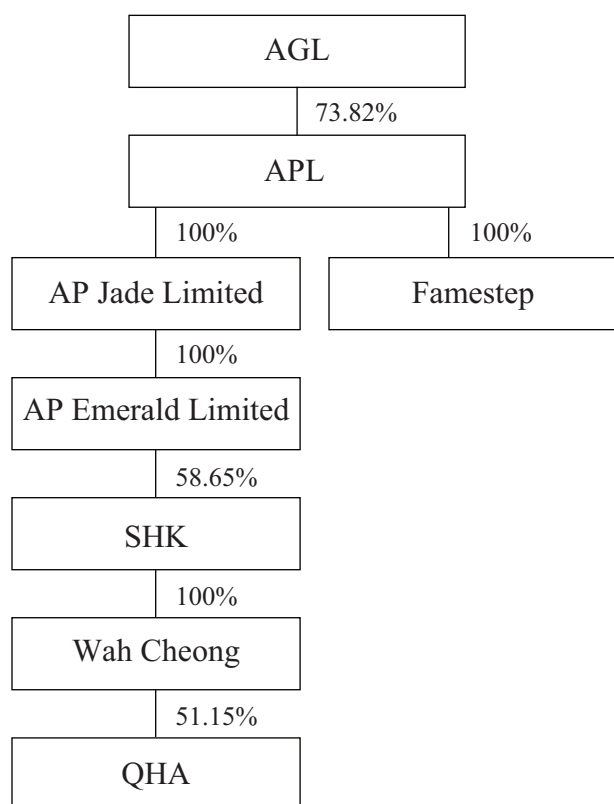 AGL
73.82%
APL
100% 100%
AP Jade Limited Famestep
100%
AP Emerald Limited
58.65%
SHK
100%
Wah Cheong
51.15%
QHA